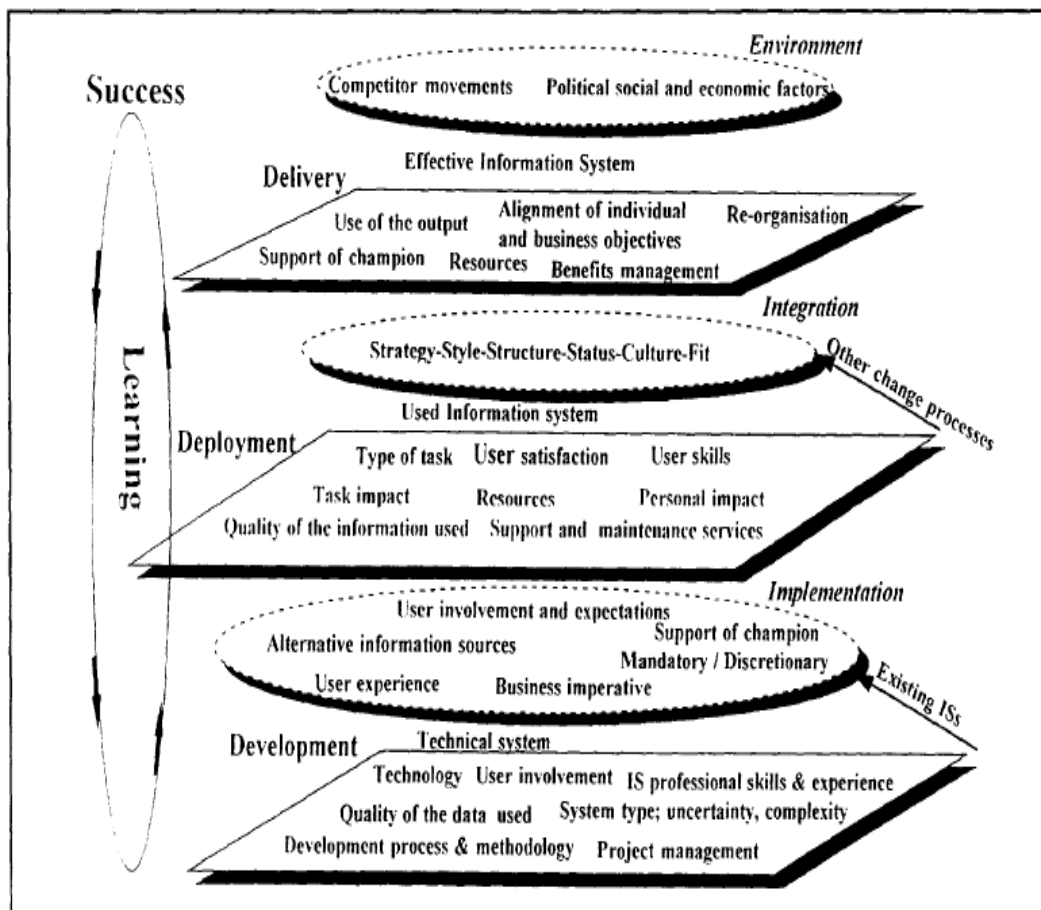 Environment
Success
Competitor movements Political social and economic factors
Effective Information System
Delivery
Use of the output Alignment of individual and business objectives Re-organisation
Support of champion Resources Benefits management
Integration
Strategy-Style-Structure-Status-Culture-Fit
Other change processes
Learning
Used Information system
Deployment
Type of task User satisfaction User skills
Task impact Resources Personal impact
Quality of the information used Support and maintenance services
Implementation
User involvement and expectations
Alternative information sources Support of champion
Mandatory / Discretionary
User experience Business imperative
Existing ISs
Development Technical system
Technology User involvement IS professional skills & experience
Quality of the data used System type; uncertainty, complexity
Development process & methodology Project management